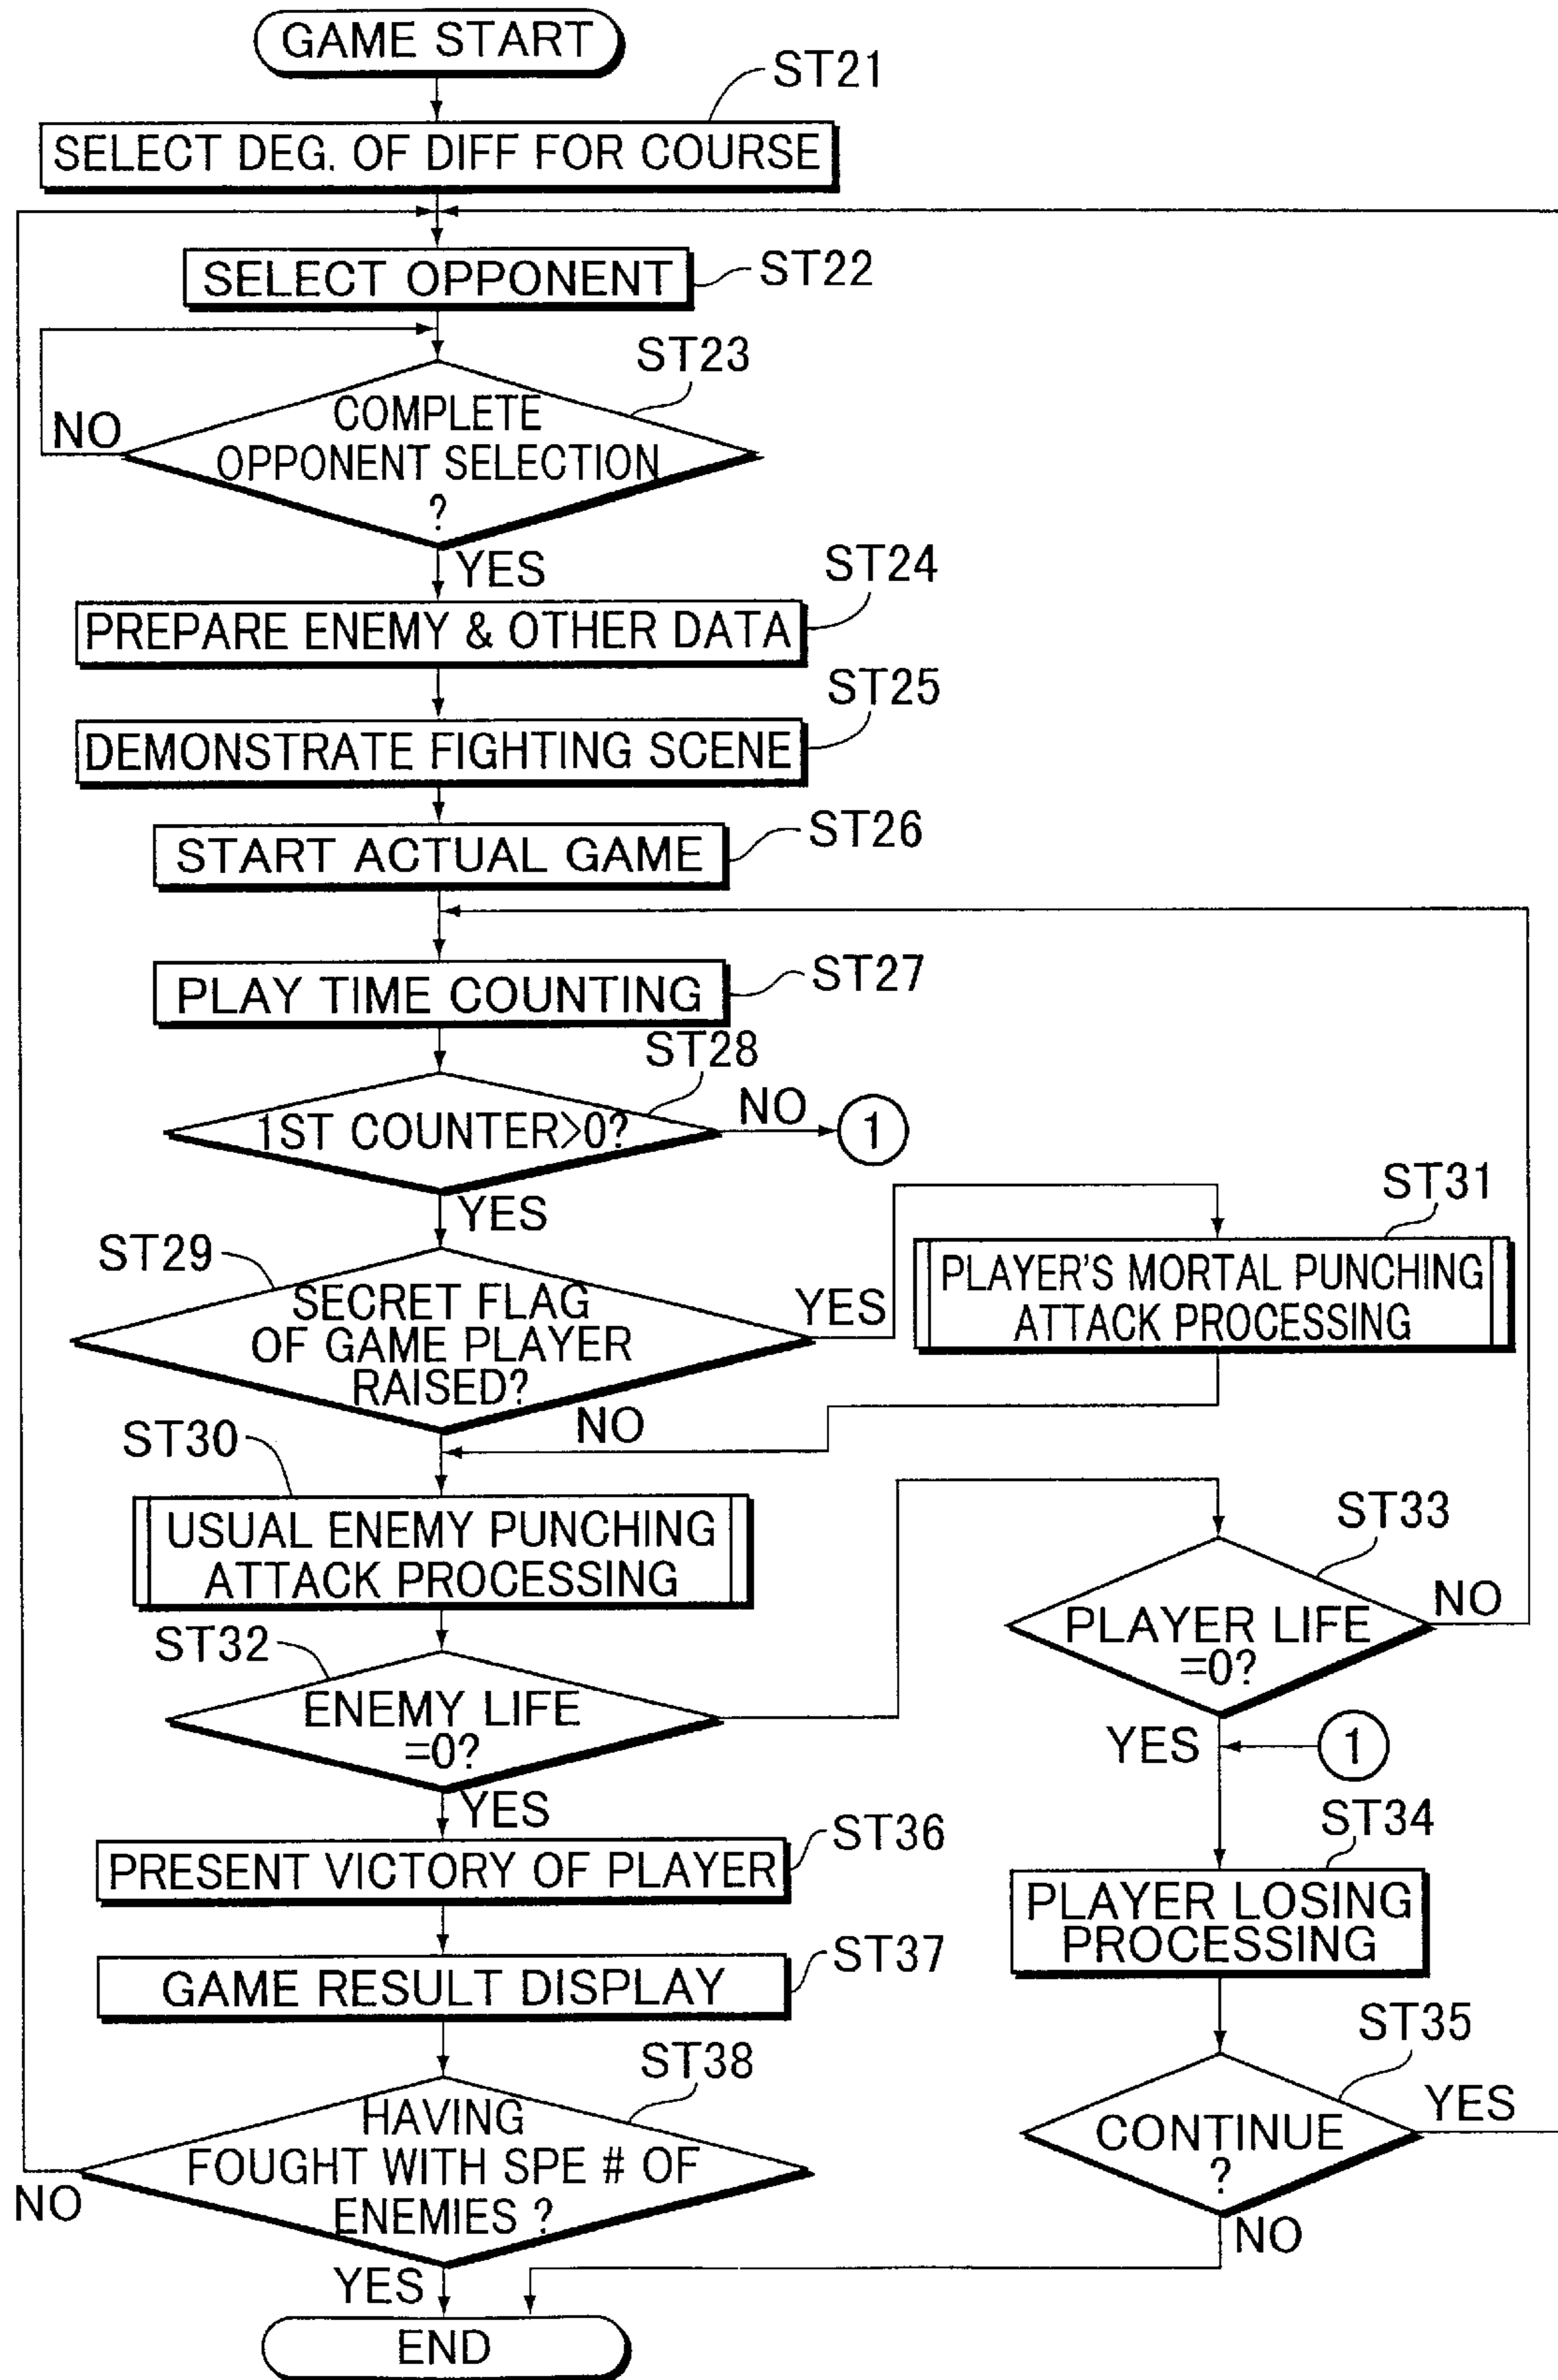 GAME START
ST21
SELECT DEG. OF DIFF FOR COURSE
SELECT OPPONENT
ST22
ST23
COMPLETE
OPPONENT SELECTION
?
NO
YES
ST24
PREPARE ENEMY & OTHER DATA
ST25
DEMONSTRATE FIGHTING SCENE
ST26
START ACTUAL GAME
PLAY TIME COUNTING
ST27
ST28
1ST COUNTER>0?
NO
1
YES
ST29
SECRET FLAG
OF GAME PLAYER
RAISED?
YES
ST31
PLAYER'S MORTAL PUNCHING
ATTACK PROCESSING
NO
ST30
USUAL ENEMY PUNCHING
ATTACK PROCESSING
ST33
PLAYER LIFE
=0?
NO
ST32
ENEMY LIFE
=0?
YES
1
YES
ST36
PRESENT VICTORY OF PLAYER
ST34
PLAYER LOSING
PROCESSING
GAME RESULT DISPLAY
ST37
ST35
CONTINUE
?
YES
NO
ST38
HAVING
FOUGHT WITH SPE # OF
ENEMIES ?
NO
YES
END